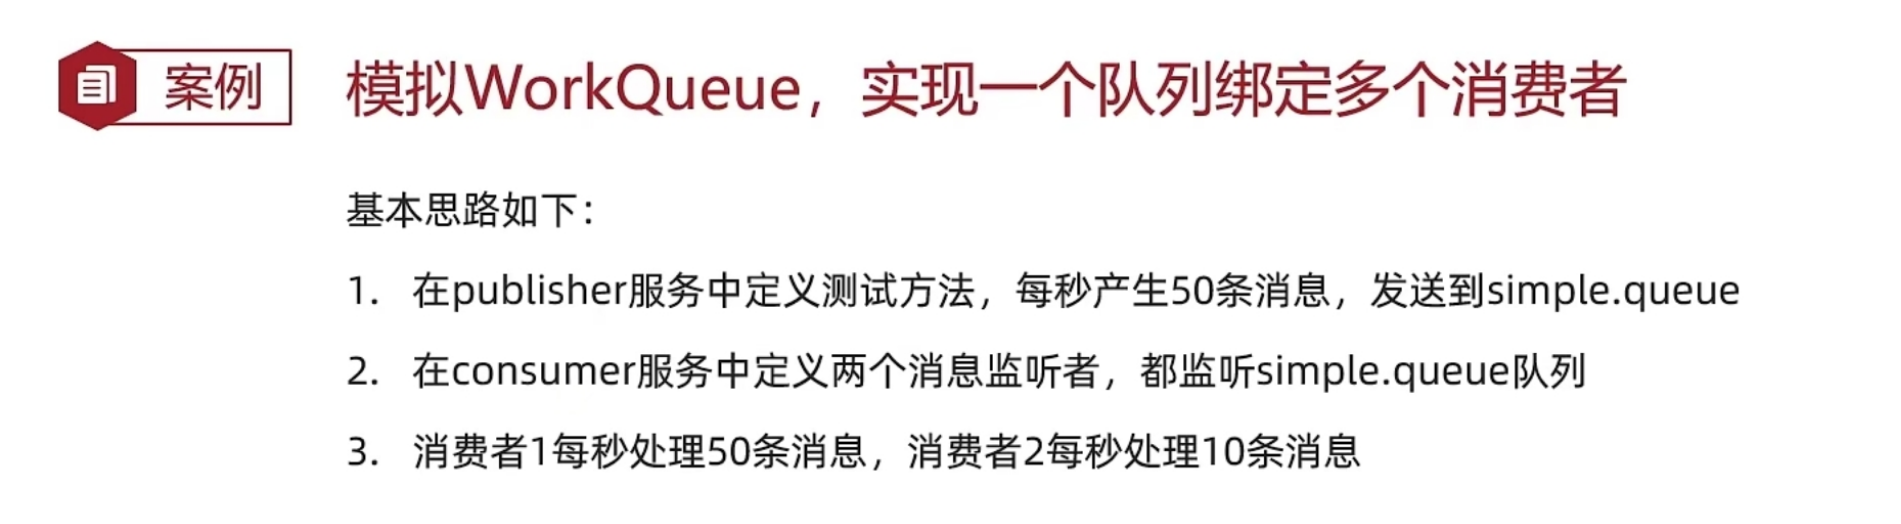 案例
模拟WorkQueue，实现一个队列绑定多个消费者
基本思路如下：
1. 在publisher服务中定义测试方法，每秒产生50条消息，发送到simple.queue
2. 在consumer服务中定义两个消息监听者，都监听simple.queue队列
3. 消费者1每秒处理50条消息，消费者2每秒处理10条消息